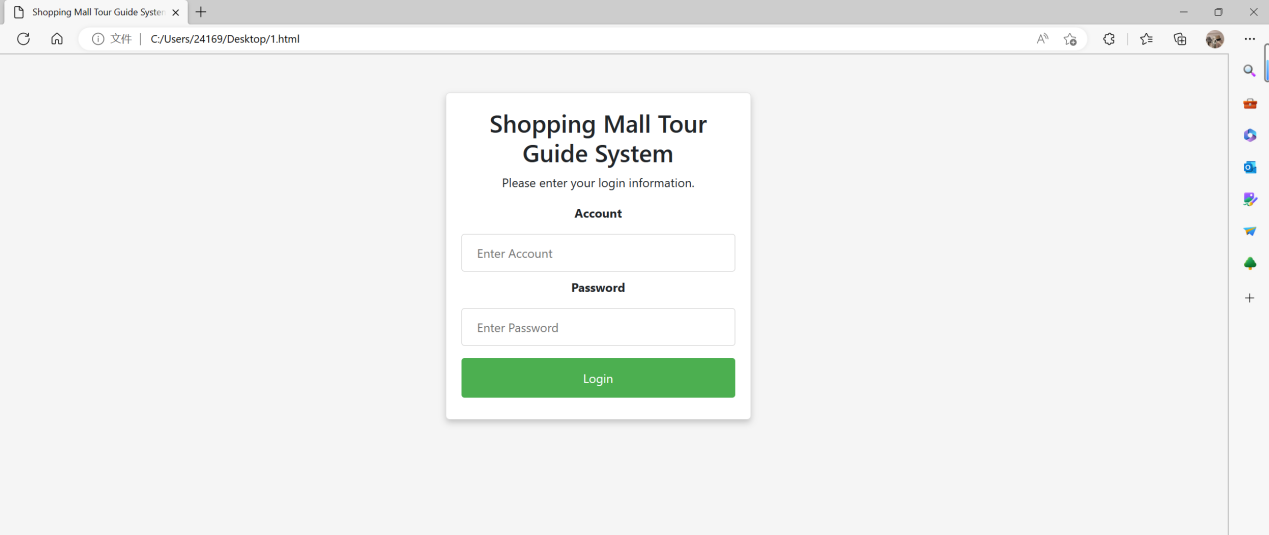 Shopping Mall Tour Guide System
文件 C:/Users/24169/Desktop/1.html
Shopping Mall Tour
Guide System
Please enter your login information.
Account
Enter Account
Password
Enter Password
Login